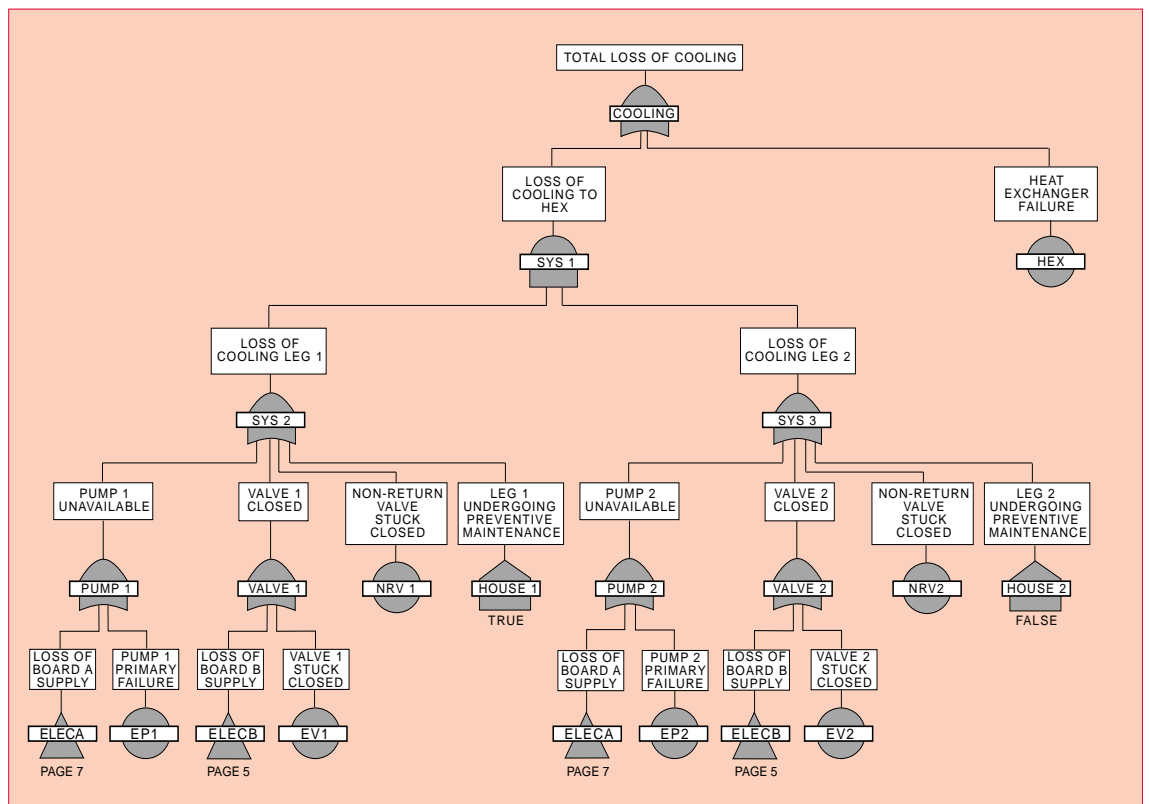 TOTAL LOSS OF COOLING
COOLING
LOSS OF
COOLING TO
HEX
HEAT
EXCHANGER
FAILURE
SYS 1
HEX
LOSS OF
COOLING LEG 1
LOSS OF
COOLING LEG 2
SYS 2
SYS 3
PUMP 1
UNAVAILABLE
VALVE 1
CLOSED
NON-RETURN
VALVE
STUCK
CLOSED
LEG 1
UNDERGOING
PREVENTIVE
MAINTENANCE
PUMP 2
UNAVAILABLE
VALVE 2
CLOSED
NON-RETURN
VALVE
STUCK
CLOSED
LEG 2
UNDERGOING
PREVENTIVE
MAINTENANCE
PUMP 1
VALVE 1
NRV 1
HOUSE 1
TRUE
PUMP 2
VALVE 2
NRV2
HOUSE 2
FALSE
LOSS OF
BOARD A
SUPPLY
PUMP 1
PRIMARY
FAILURE
LOSS OF
BOARD B
SUPPLY
VALVE 1
STUCK
CLOSED
LOSS OF
BOARD A
SUPPLY
PUMP 2
PRIMARY
FAILURE
LOSS OF
BOARD B
SUPPLY
VALVE 2
STUCK
CLOSED
ELECA
EP1
ELECB
EV1
ELECA
EP2
ELECB
EV2
PAGE 7
PAGE 5
PAGE 7
PAGE 5